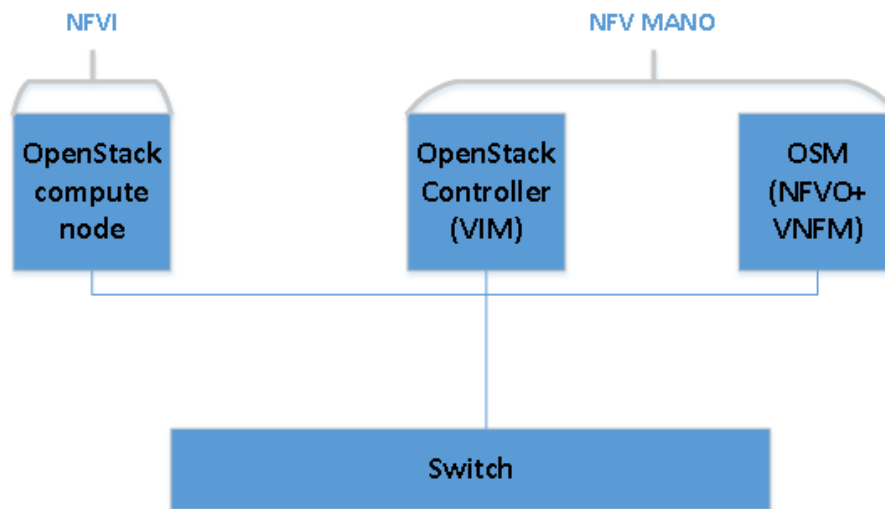 NFVI
NFV MANO
OpenStack
compute
node
OpenStack
Controller
(VIM)
OSM
(NFVO+
VNFM)
Switch